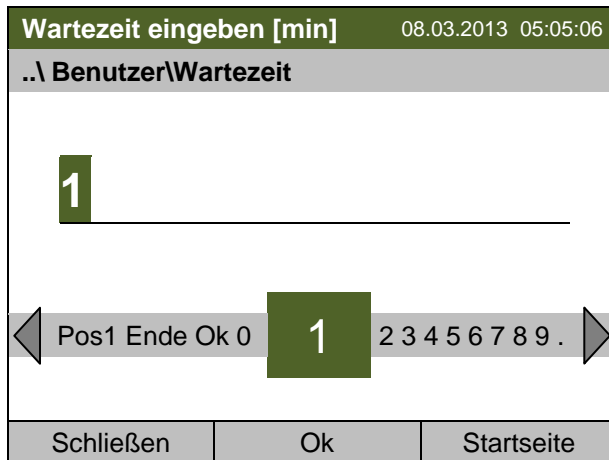 Wartezeit eingeben [min] 08.03.2013 05:05:06
..\ Benutzer\Wartezeit
1
Pos1 Ende Ok 0 1 2 3 4 5 6 7 8 9 .
Schließen Ok Startseite